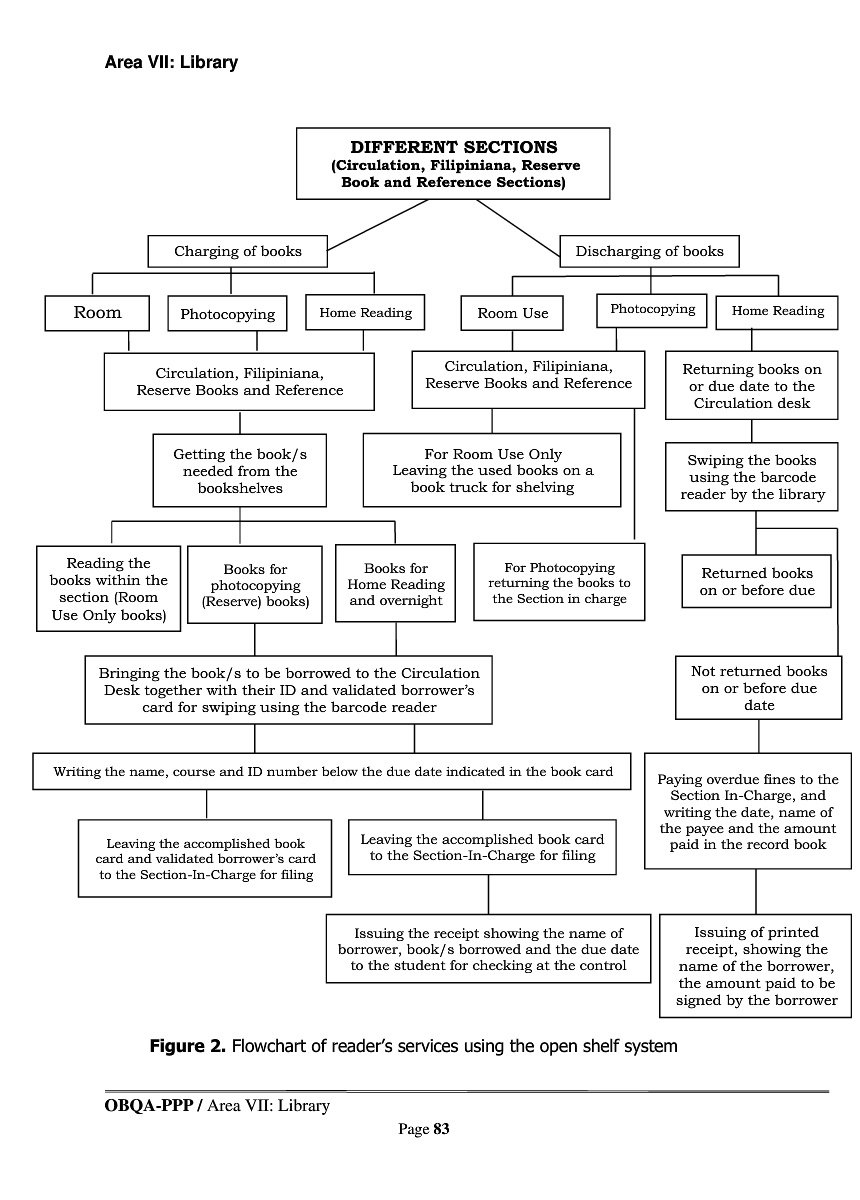 Area VII: Library
DIFFERENT SECTIONS
(Circulation, Filipiniana, Reserve
Book and Reference Sections)
Charging of books
Discharging of books
Room
Photocopying
Home Reading
Room Use
Photocopying
Home Reading
Circulation, Filipiniana,
Reserve Books and Reference
Circulation, Filipiniana,
Reserve Books and Reference
Returning books on
or due date to the
Circulation desk
Getting the book/s
needed from the
bookshelves
For Room Use Only
Leaving the used books on a
book truck for shelving
Swiping the books
using the barcode
reader by the library
Reading the
books within the
section (Room
Use Only books)
Books for
photocopying
(Reserve) books)
Books for
Home Reading
and overnight
For Photocopying
returning the books to
the Section in charge
Returned books
on or before due
Bringing the book/s to be borrowed to the Circulation
Desk together with their ID and validated borrower's
card for swiping using the barcode reader
Not returned books
on or before due
date
Writing the name, course and ID number below the due date indicated in the book card
Paying overdue fines to the
Section In-Charge, and
writing the date, name of
the payee and the amount
paid in the record book
Leaving the accomplished book
card and validated borrower's card
to the Section-In-Charge for filing
Leaving the accomplished book card
to the Section-In-Charge for filing
Issuing the receipt showing the name of
borrower, book/s borrowed and the due date
to the student for checking at the control
Issuing of printed
receipt, showing the
name of the borrower,
the amount paid to be
signed by the borrower
Figure 2. Flowchart of reader's services using the open shelf system
OBQA-PPP / Area VII: Library
Page 83